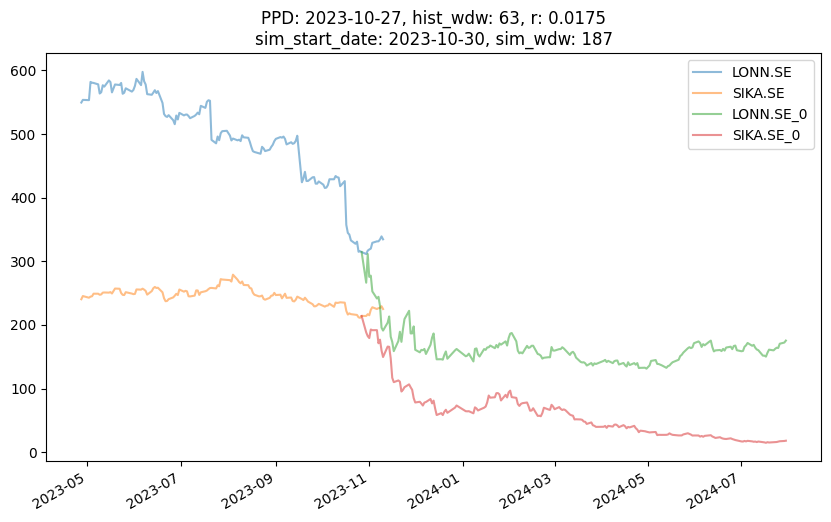 PPD: 2023-10-27, hist_wdw: 63, r: 0.0175
sim_start_date: 2023-10-30, sim_wdw: 187
LONN.SE
SIKA.SE
LONN.SE_0
SIKA.SE_0
600
500
400
300
200
100
0
2023-05
2023-07
2023-09
2023-11
2024-01
2024-03
2024-05
2024-07